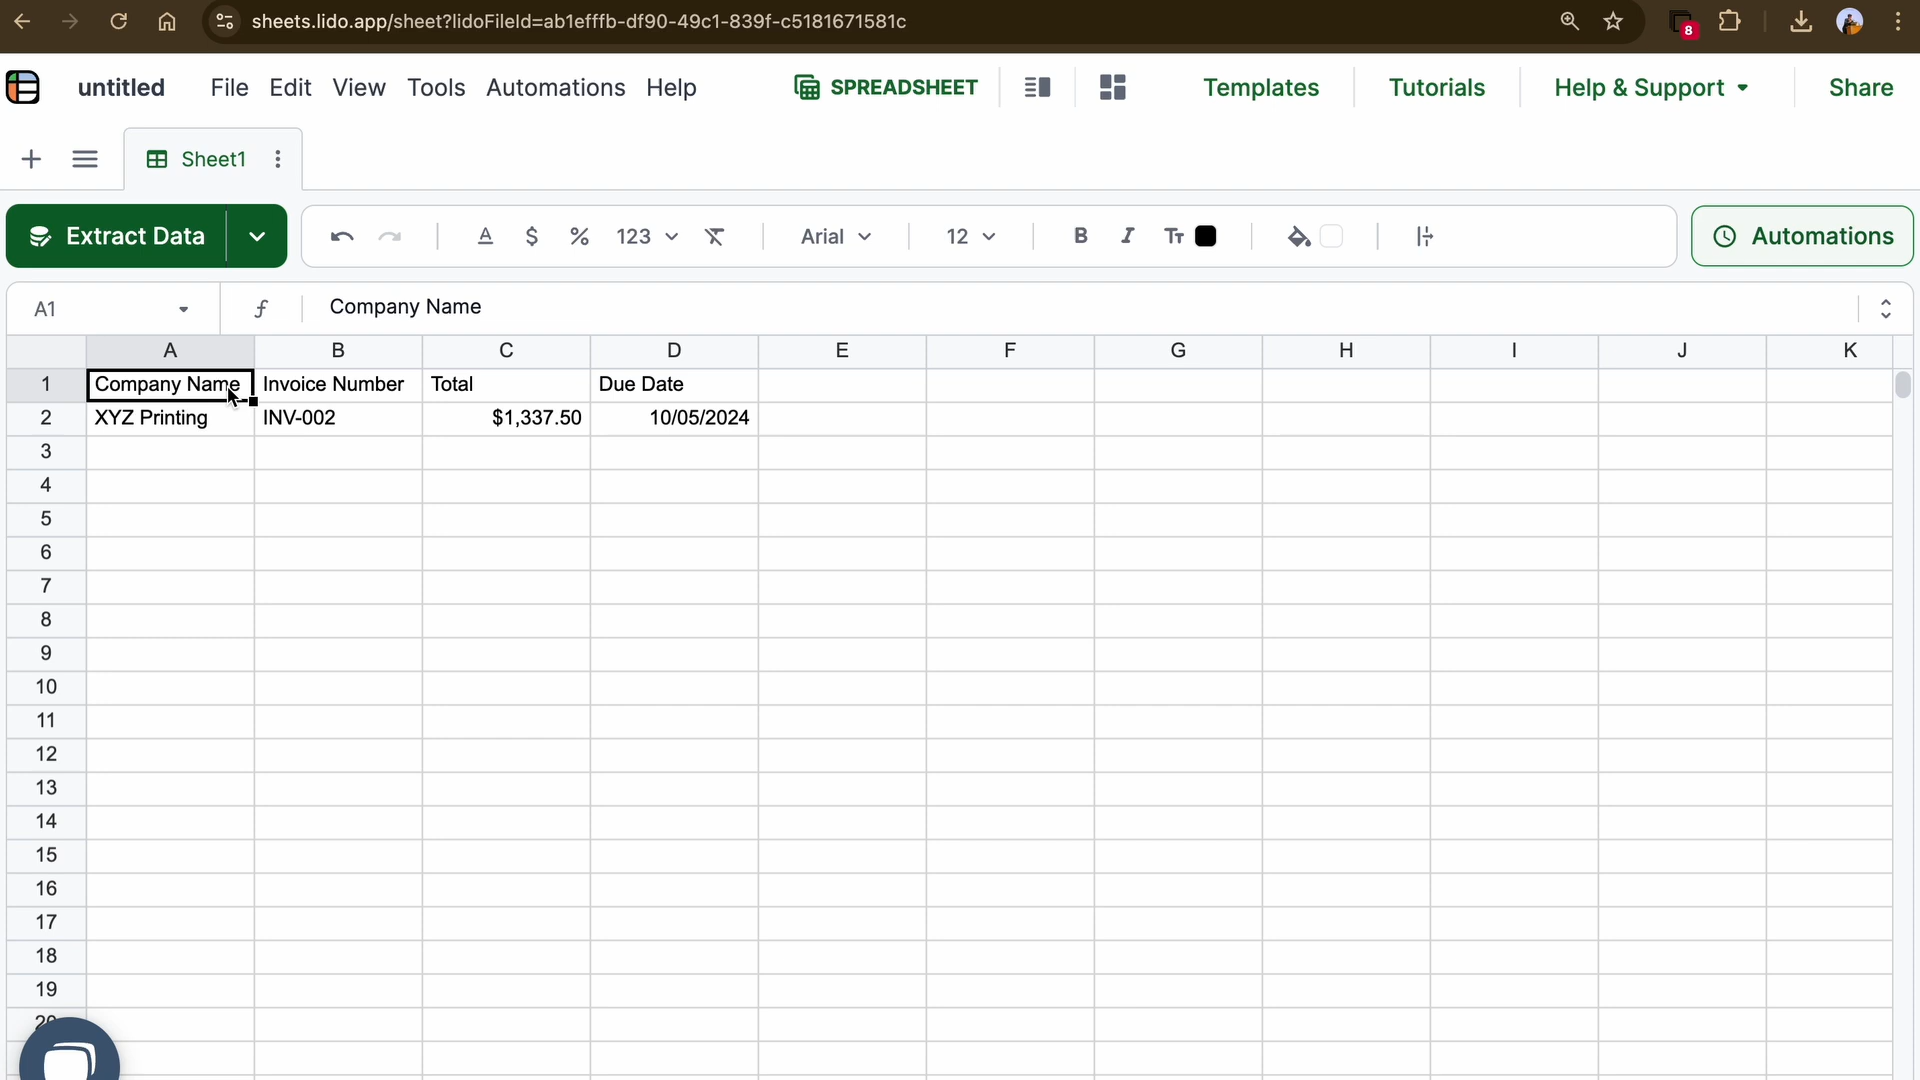 sheets.lido.app/sheet?lidoFileId=ab1efffb-df90-49c1-839f-c5181671581c 8
untitled File Edit View Tools Automations Help SPREADSHEET Templates Tutorials Help & Support Share
Sheet1
Extract Data $ % 123 Arial 12 B I Tт Automations
A1 Company Name
A B C D E F G H I J K
1 Company Name Invoice Number Total Due Date
2 XYZ Printing INV-002 $1,337.50 10/05/2024
3
4
5
6
7
8
9
10
11
12
13
14
15
16
17
18
19
20